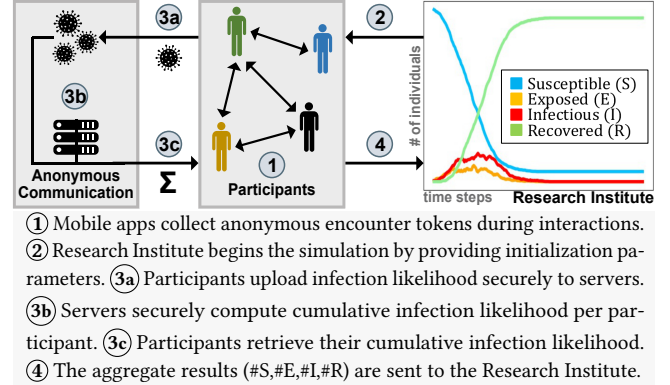 3a
2
3b
3c
4
Σ
1
Anonymous
Communication
Participants
# of individuals
Susceptible (S)
Exposed (E)
Infectious (I)
Recovered (R)
time steps
Research Institute
① Mobile apps collect anonymous encounter tokens during interactions.
② Research Institute begins the simulation by providing initialization pa-
rameters. 3a Participants upload infection likelihood securely to servers.
3b Servers securely compute cumulative infection likelihood per par-
ticipant. 3c Participants retrieve their cumulative infection likelihood.
④ The aggregate results (#S,#E,#I,#R) are sent to the Research Institute.